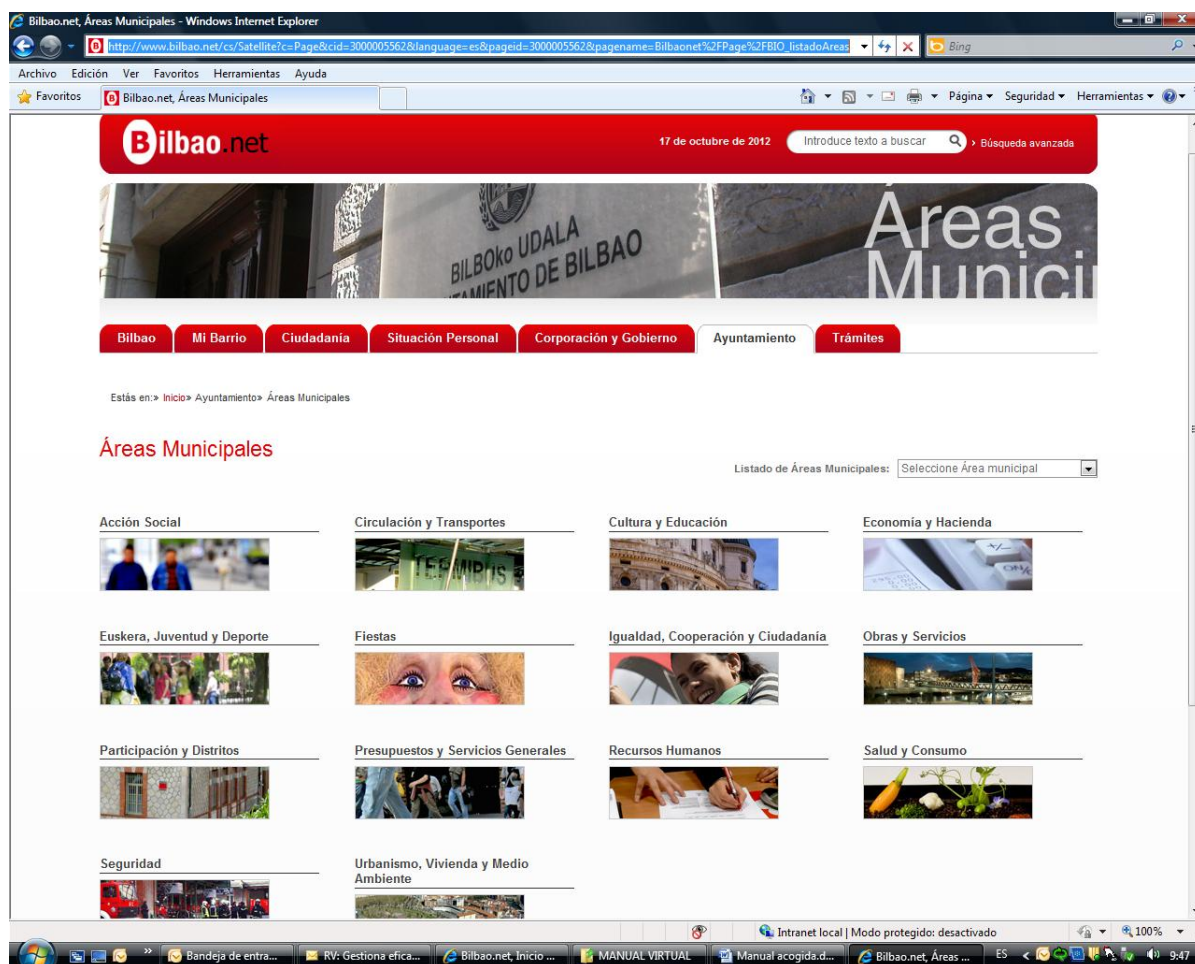 Bilbao.net, Áreas Municipales - Windows Internet Explorer
http://www.bilbao.net/cs/Satellite?c=Page&cid=3000005562&language=es&pageid=3000005562&pagename=Bilbaonet%2FPage%2FBIO_listadoAreas
Bing
Archivo Edición Ver Favoritos Herramientas Ayuda
Favoritos Bilbao.net, Áreas Municipales Página Seguridad Herramientas
Bilbao.net 17 de octubre de 2012 Introduce texto a buscar › Búsqueda avanzada
BILBOko UDALA
AYUNTAMIENTO DE BILBAO
Áreas
Munici
Bilbao Mi Barrio Ciudadanía Situación Personal Corporación y Gobierno Ayuntamiento Trámites
Estás en:» Inicio» Ayuntamiento» Áreas Municipales
Áreas Municipales
Listado de Áreas Municipales: Seleccione Área municipal
Acción Social Circulación y Transportes Cultura y Educación Economía y Hacienda
TERMIBUS
Euskera, Juventud y Deporte Fiestas Igualdad, Cooperación y Ciudadanía Obras y Servicios
Participación y Distritos Presupuestos y Servicios Generales Recursos Humanos Salud y Consumo
Seguridad Urbanismo, Vivienda y Medio
Ambiente
Intranet local | Modo protegido: desactivado 100%
Bandeja de entra... RV: Gestiona efica... Bilbao.net, Inicio ... MANUAL VIRTUAL Manual acogida.d... Bilbao.net, Áreas ... ES 9:47